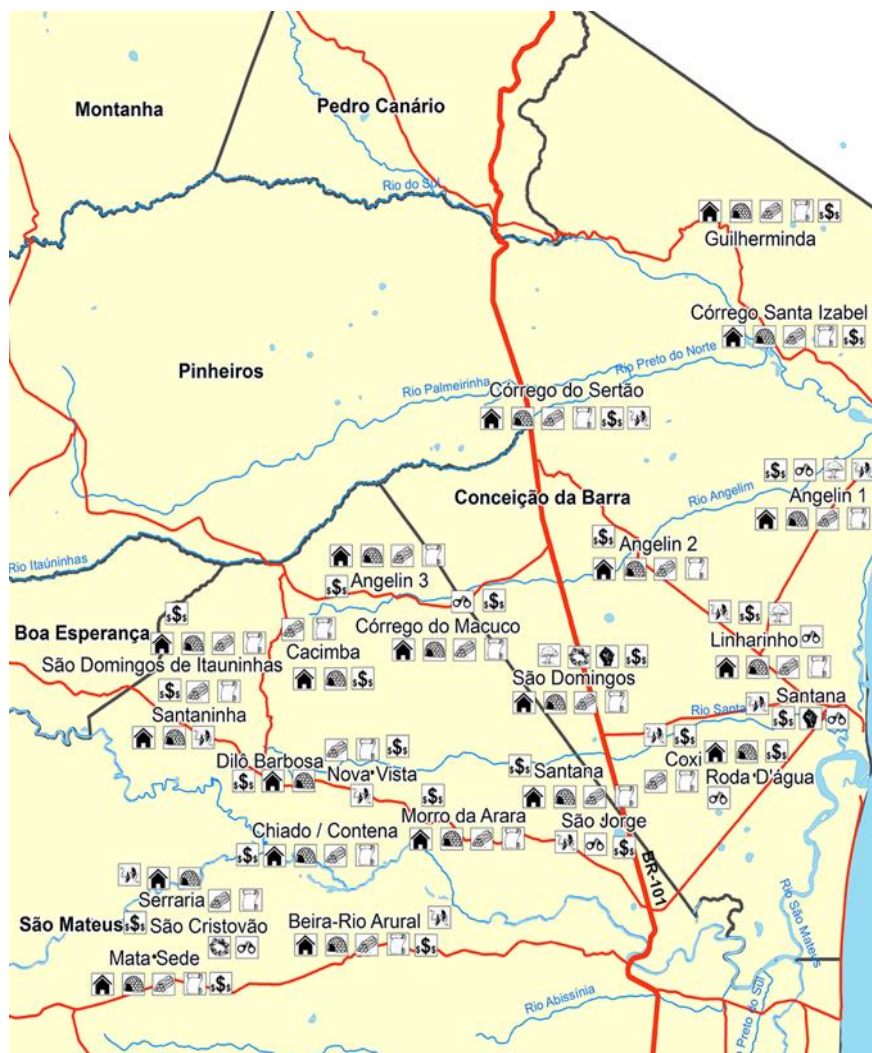 Montanha
Pedro Canário
Rio do Sul
Guilherminda
Córrego Santa Izabel
Rio Preto do Norte
Pinheiros
Rio Palmeirinha
Córrego do Sertão
Conceição da Barra
Rio Angelim
Angelin 1
Rio Itaúninhas
Angelin 2
Angelin 3
Boa Esperança
Cacimba
Córrego do Macuco
Linharinho
São Domingos de Itauninhas
São Domingos
Santana
Santaninha
Rio Santa
Dilô Barbosa
Nova Vista
Santana
Coxi
Roda D'água
Chiado / Contena
Morro da Arara
São Jorge
BR-101
Serraria
São Mateus
São Cristovão
Beira-Rio Arural
Rio São Mateus
Mata Sede
Rio Abissínia
Preto do Sul